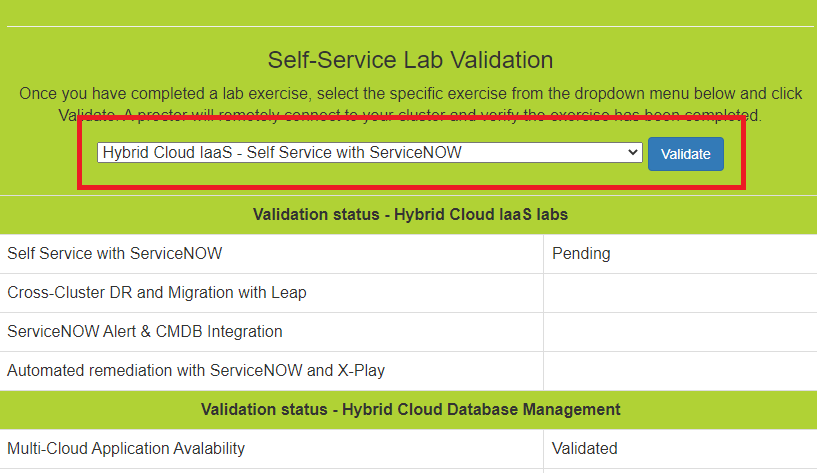 Self-Service Lab Validation
Once you have completed a lab exercise, select the specific exercise from the dropdown menu below and click
Validate. A proctor will remotely connect to your cluster and verify the exercise has been completed.
Hybrid Cloud IaaS - Self Service with ServiceNOW
Validate
Validation status - Hybrid Cloud IaaS labs
Self Service with ServiceNOW Pending
Cross-Cluster DR and Migration with Leap
ServiceNOW Alert & CMDB Integration
Automated remediation with ServiceNOW and X-Play
Validation status - Hybrid Cloud Database Management
Multi-Cloud Application Avalability Validated